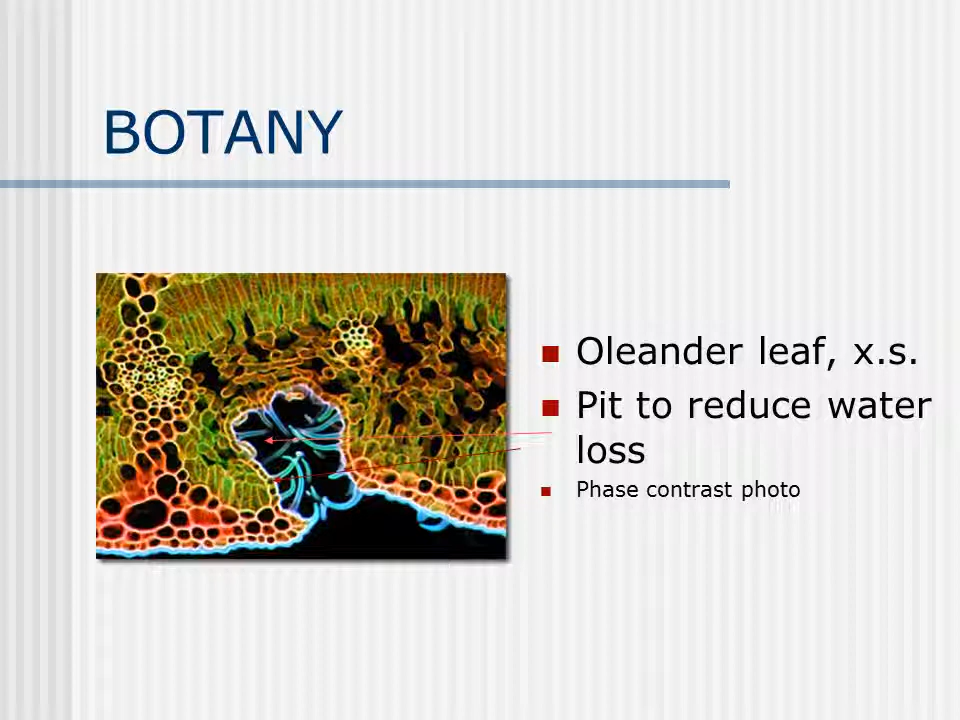 BOTANY
Oleander leaf, x.s.
Pit to reduce water
loss
Phase contrast photo